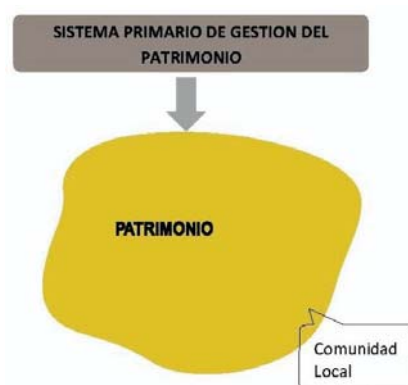 SISTEMA PRIMARIO DE GESTION DEL
PATRIMONIO
PATRIMONIO
Comunidad
Local